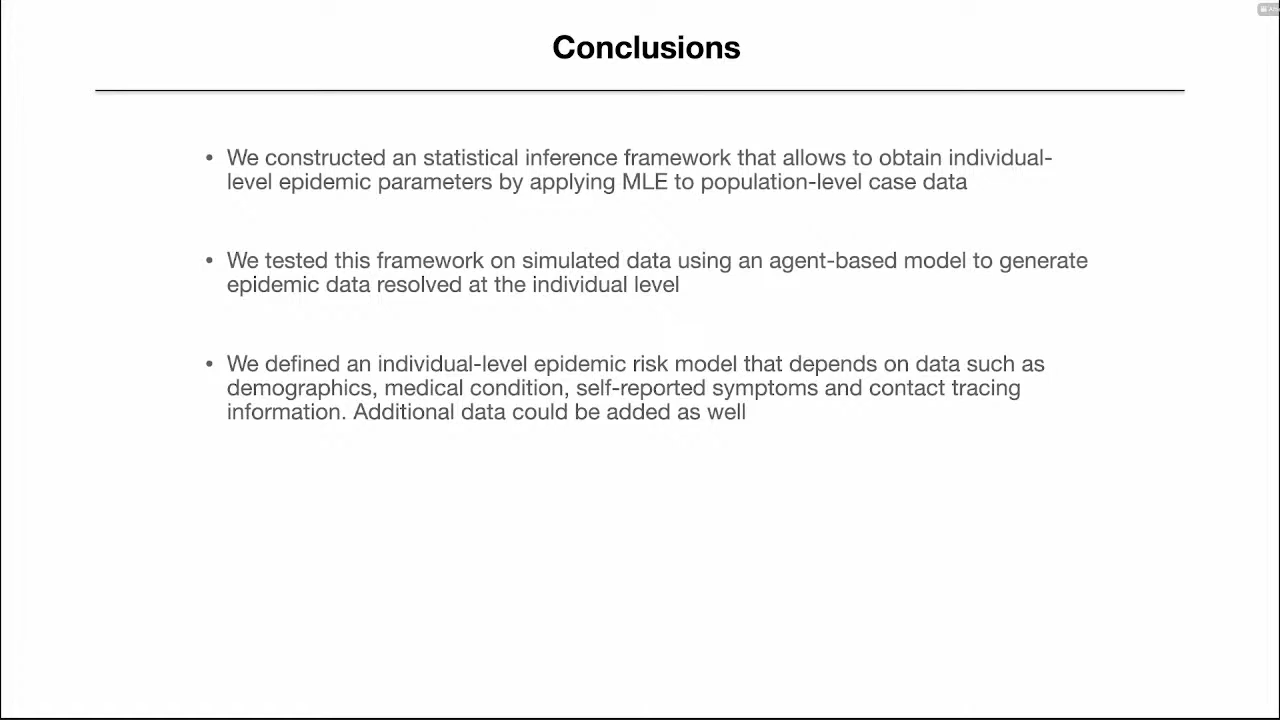 Conclusions
• We constructed an statistical inference framework that allows to obtain individual-
level epidemic parameters by applying MLE to population-level case data
• We tested this framework on simulated data using an agent-based model to generate
epidemic data resolved at the individual level
• We defined an individual-level epidemic risk model that depends on data such as
demographics, medical condition, self-reported symptoms and contact tracing
information. Additional data could be added as well